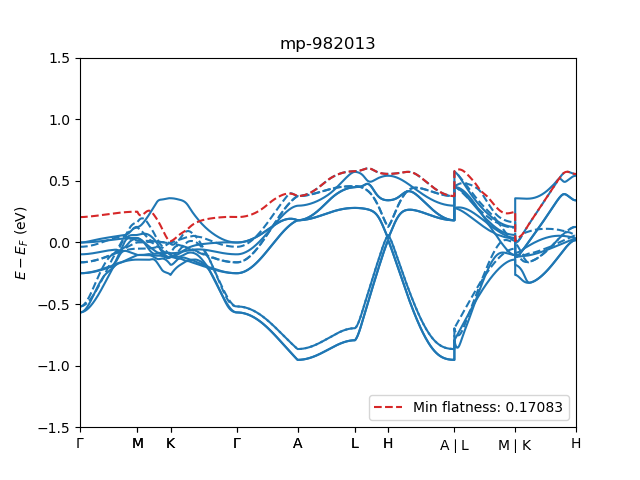 mp-982013
1.5
1.0
0.5
0.0
−0.5
−1.0
−1.5
E − E_F (eV)
Min flatness: 0.17083
Γ M K Γ A L H A | L M | K H